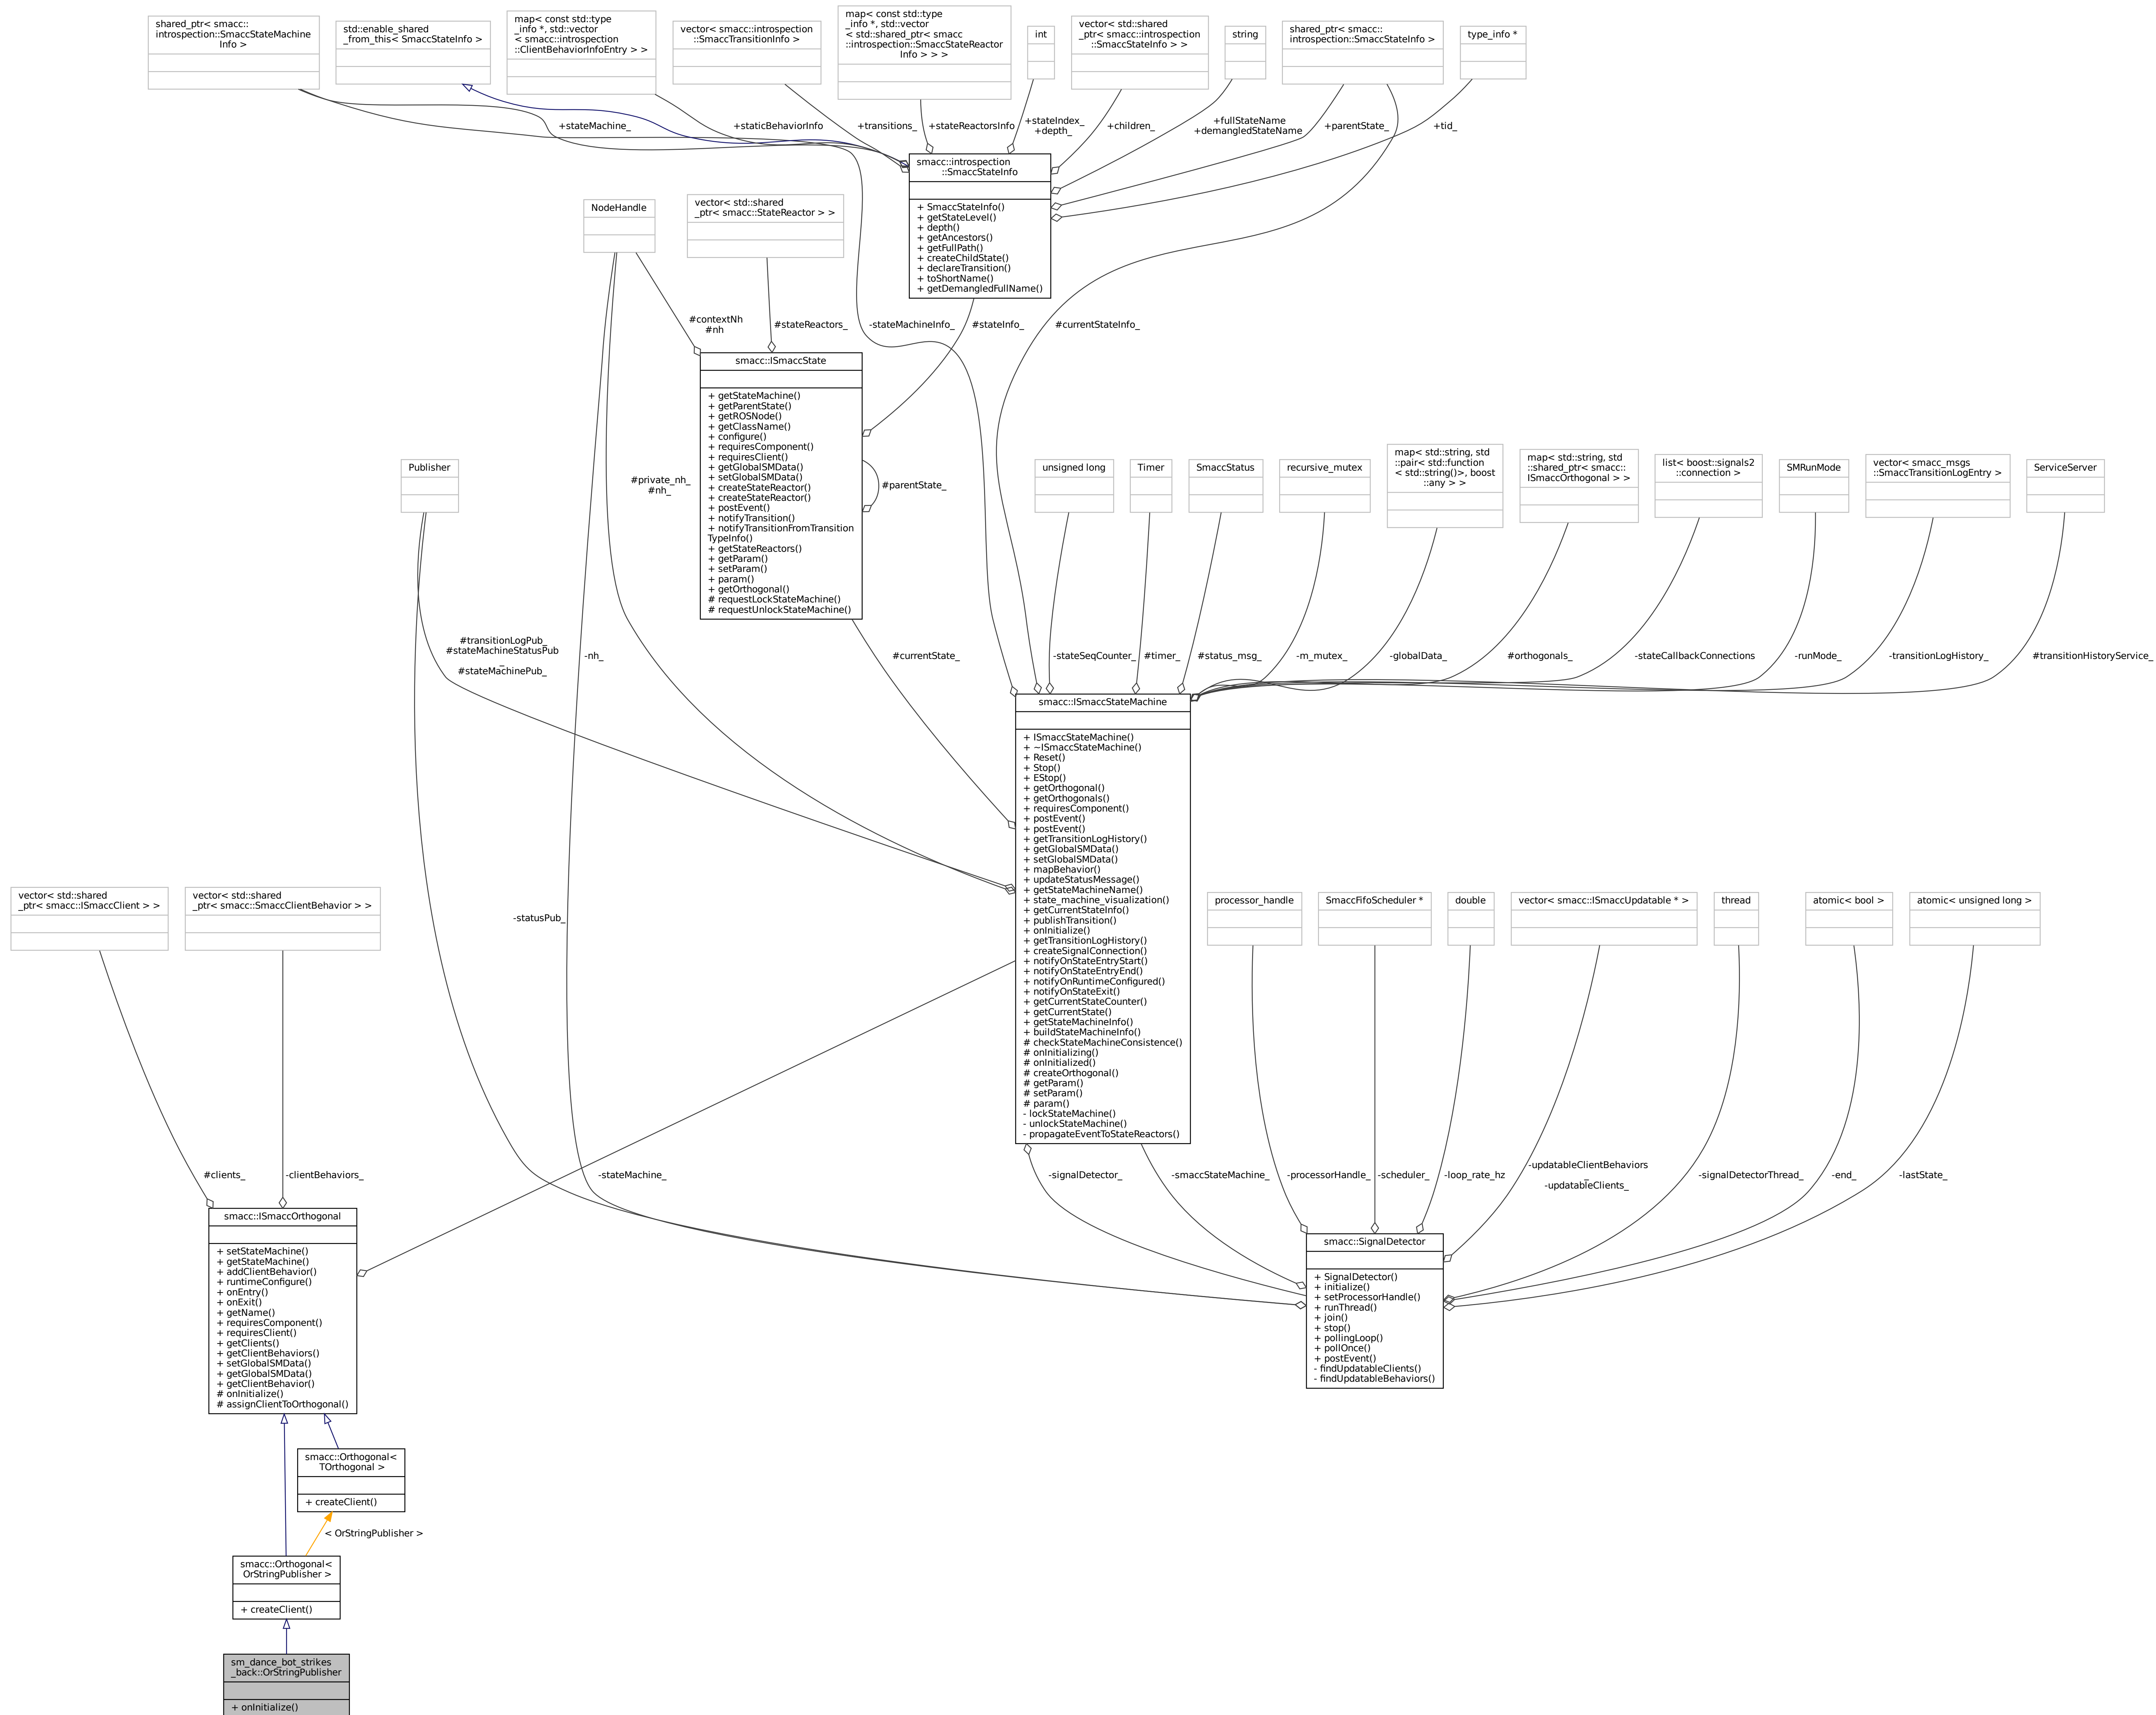 shared_ptr< smacc::
introspection::SmaccStateMachine
Info >
std::enable_shared
_from_this< SmaccStateInfo >
map< const std::type
_info *, std::vector
< smacc::introspection
::ClientBehaviorInfoEntry > >
vector< smacc::introspection
::SmaccTransitionInfo >
map< const std::type
_info *, std::vector
< std::shared_ptr< smacc
::introspection::SmaccStateReactor
Info > > >
int
vector< std::shared
_ptr< smacc::introspection
::SmaccStateInfo > >
string
shared_ptr< smacc::
introspection::SmaccStateInfo >
type_info *
+stateMachine_
+staticBehaviorInfo
+transitions_
+stateReactorsInfo
+stateIndex_
+depth_
+children_
+fullStateName
+demangledStateName
+parentState_
+tid_
smacc::introspection
::SmaccStateInfo
+ SmaccStateInfo()
+ getStateLevel()
+ depth()
+ getAncestors()
+ getFullPath()
+ createChildState()
+ declareTransition()
+ toShortName()
+ getDemangledFullName()
NodeHandle
vector< std::shared
_ptr< smacc::StateReactor > >
#contextNh
#nh
#stateReactors_
-stateMachineInfo_
#stateInfo_
#currentStateInfo_
smacc::ISmaccState
+ getStateMachine()
+ getParentState()
+ getROSNode()
+ getClassName()
+ configure()
+ requiresComponent()
+ requiresClient()
+ getGlobalSMData()
+ setGlobalSMData()
+ createStateReactor()
+ createStateReactor()
+ postEvent()
+ notifyTransition()
+ notifyTransitionFromTransition
TypeInfo()
+ getStateReactors()
+ getParam()
+ setParam()
+ param()
+ getOrthogonal()
# requestLockStateMachine()
# requestUnlockStateMachine()
#parentState_
Publisher
#private_nh_
#nh_
unsigned long
Timer
SmaccStatus
recursive_mutex
map< std::string, std
::pair< std::function
< std::string()>, boost
::any > >
map< std::string, std
::shared_ptr< smacc::
ISmaccOrthogonal > >
list< boost::signals2
::connection >
SMRunMode
vector< smacc_msgs
::SmaccTransitionLogEntry >
ServiceServer
#transitionLogPub_
#stateMachineStatusPub
_
#stateMachinePub_
-nh_
#currentState_
-stateSeqCounter_
#timer_
#status_msg_
-m_mutex_
-globalData_
#orthogonals_
-stateCallbackConnections
-runMode_
-transitionLogHistory_
#transitionHistoryService_
smacc::ISmaccStateMachine
+ ISmaccStateMachine()
+ ~ISmaccStateMachine()
+ Reset()
+ Stop()
+ EStop()
+ getOrthogonal()
+ getOrthogonals()
+ requiresComponent()
+ postEvent()
+ postEvent()
+ getTransitionLogHistory()
+ getGlobalSMData()
+ setGlobalSMData()
+ mapBehavior()
+ updateStatusMessage()
+ getStateMachineName()
+ state_machine_visualization()
+ getCurrentStateInfo()
+ publishTransition()
+ onInitialize()
+ getTransitionLogHistory()
+ createSignalConnection()
+ notifyOnStateEntryStart()
+ notifyOnStateEntryEnd()
+ notifyOnRuntimeConfigured()
+ notifyOnStateExit()
+ getCurrentStateCounter()
+ getCurrentState()
+ getStateMachineInfo()
+ buildStateMachineInfo()
# checkStateMachineConsistence()
# onInitializing()
# onInitialized()
# createOrthogonal()
# getParam()
# setParam()
# param()
- lockStateMachine()
- unlockStateMachine()
- propagateEventToStateReactors()
vector< std::shared
_ptr< smacc::ISmaccClient > >
vector< std::shared
_ptr< smacc::SmaccClientBehavior > >
-statusPub_
processor_handle
SmaccFifoScheduler *
double
vector< smacc::ISmaccUpdatable * >
thread
atomic< bool >
atomic< unsigned long >
#clients_
-clientBehaviors_
-stateMachine_
-signalDetector_
-smaccStateMachine_
-processorHandle_
-scheduler_
-loop_rate_hz
-updatableClientBehaviors
_
-updatableClients_
-signalDetectorThread_
-end_
-lastState_
smacc::ISmaccOrthogonal
+ setStateMachine()
+ getStateMachine()
+ addClientBehavior()
+ runtimeConfigure()
+ onEntry()
+ onExit()
+ getName()
+ requiresComponent()
+ requiresClient()
+ getClients()
+ getClientBehaviors()
+ setGlobalSMData()
+ getGlobalSMData()
+ getClientBehavior()
# onInitialize()
# assignClientToOrthogonal()
smacc::SignalDetector
+ SignalDetector()
+ initialize()
+ setProcessorHandle()
+ runThread()
+ join()
+ stop()
+ pollingLoop()
+ pollOnce()
+ postEvent()
- findUpdatableClients()
- findUpdatableBehaviors()
smacc::Orthogonal<
TOrthogonal >
+ createClient()
< OrStringPublisher >
smacc::Orthogonal<
OrStringPublisher >
+ createClient()
sm_dance_bot_strikes
_back::OrStringPublisher
+ onInitialize()